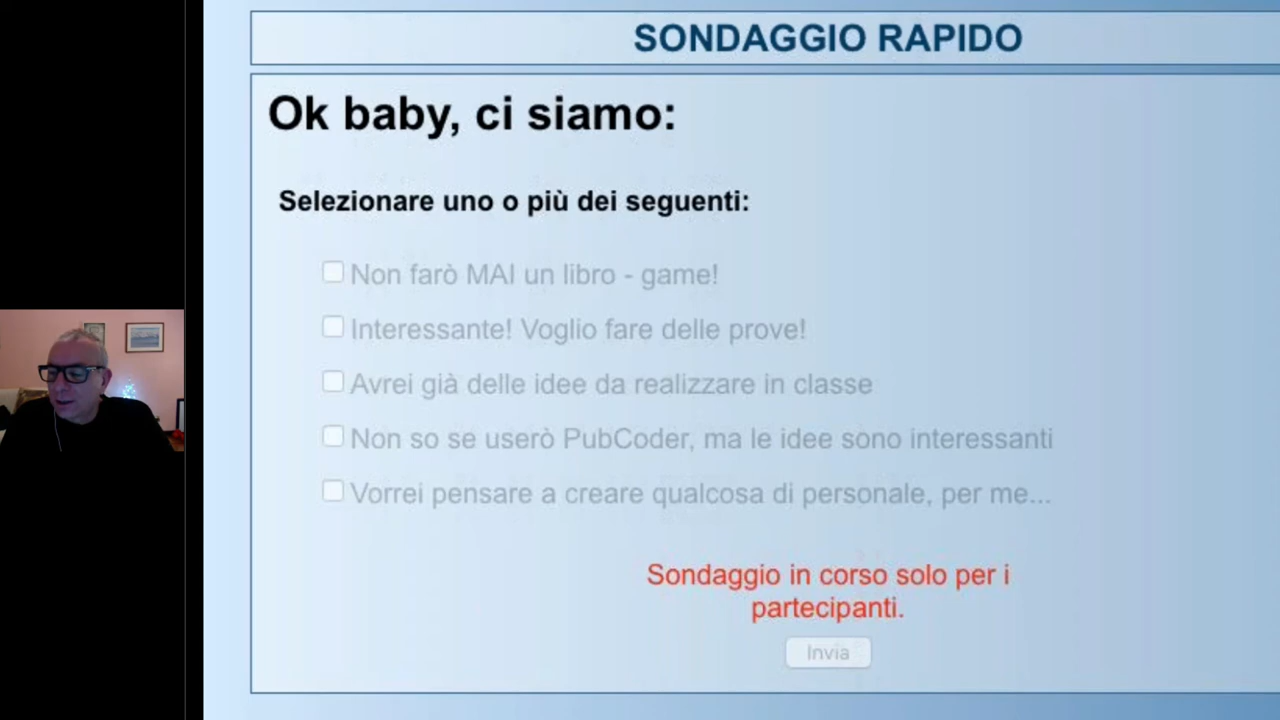 SONDAGGIO RAPIDO
Ok baby, ci siamo:
Selezionare uno o più dei seguenti:
Non farò MAI un libro - game!
Interessante! Voglio fare delle prove!
Avrei già delle idee da realizzare in classe
Non so se userò PubCoder, ma le idee sono interessanti
Vorrei pensare a creare qualcosa di personale, per me...
Sondaggio in corso solo per i
partecipanti.
Invia